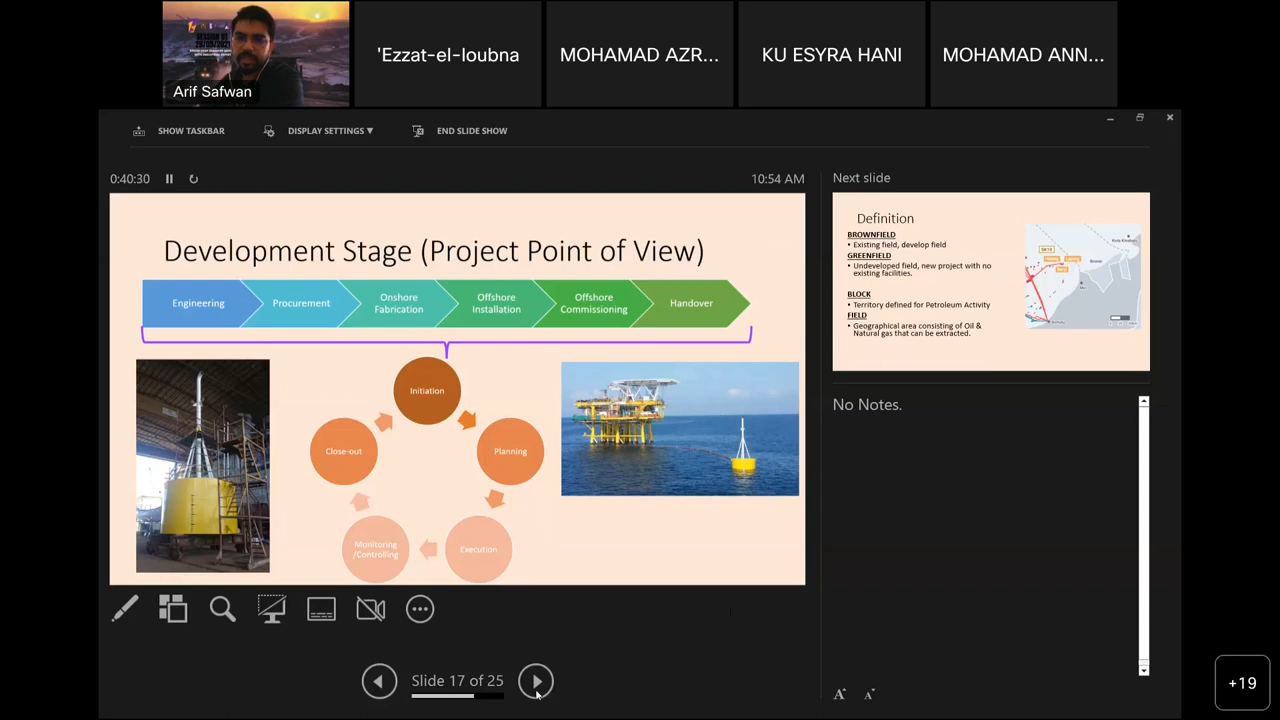 Arif Safwan
'Ezzat-el-loubna
MOHAMAD AZR...
KU ESYRA HANI
MOHAMAD ANN...
SHOW TASKBAR
DISPLAY SETTINGS ▼
END SLIDE SHOW
0:40:30
10:54 AM
Development Stage (Project Point of View)
Engineering
Procurement
Onshore
Fabrication
Offshore
Installation
Offshore
Commissioning
Handover
Initiation
Planning
Execution
Monitoring
/Controlling
Close-out
Slide 17 of 25
Next slide
Definition
BROWNFIELD
• Existing field, develop field
GREENFIELD
• Undeveloped field, new project with no
existing facilities.
BLOCK
• Territory defined for Petroleum Activity
FIELD
• Geographical area consisting of Oil &
Natural gas that can be extracted.
No Notes.
A A
+19